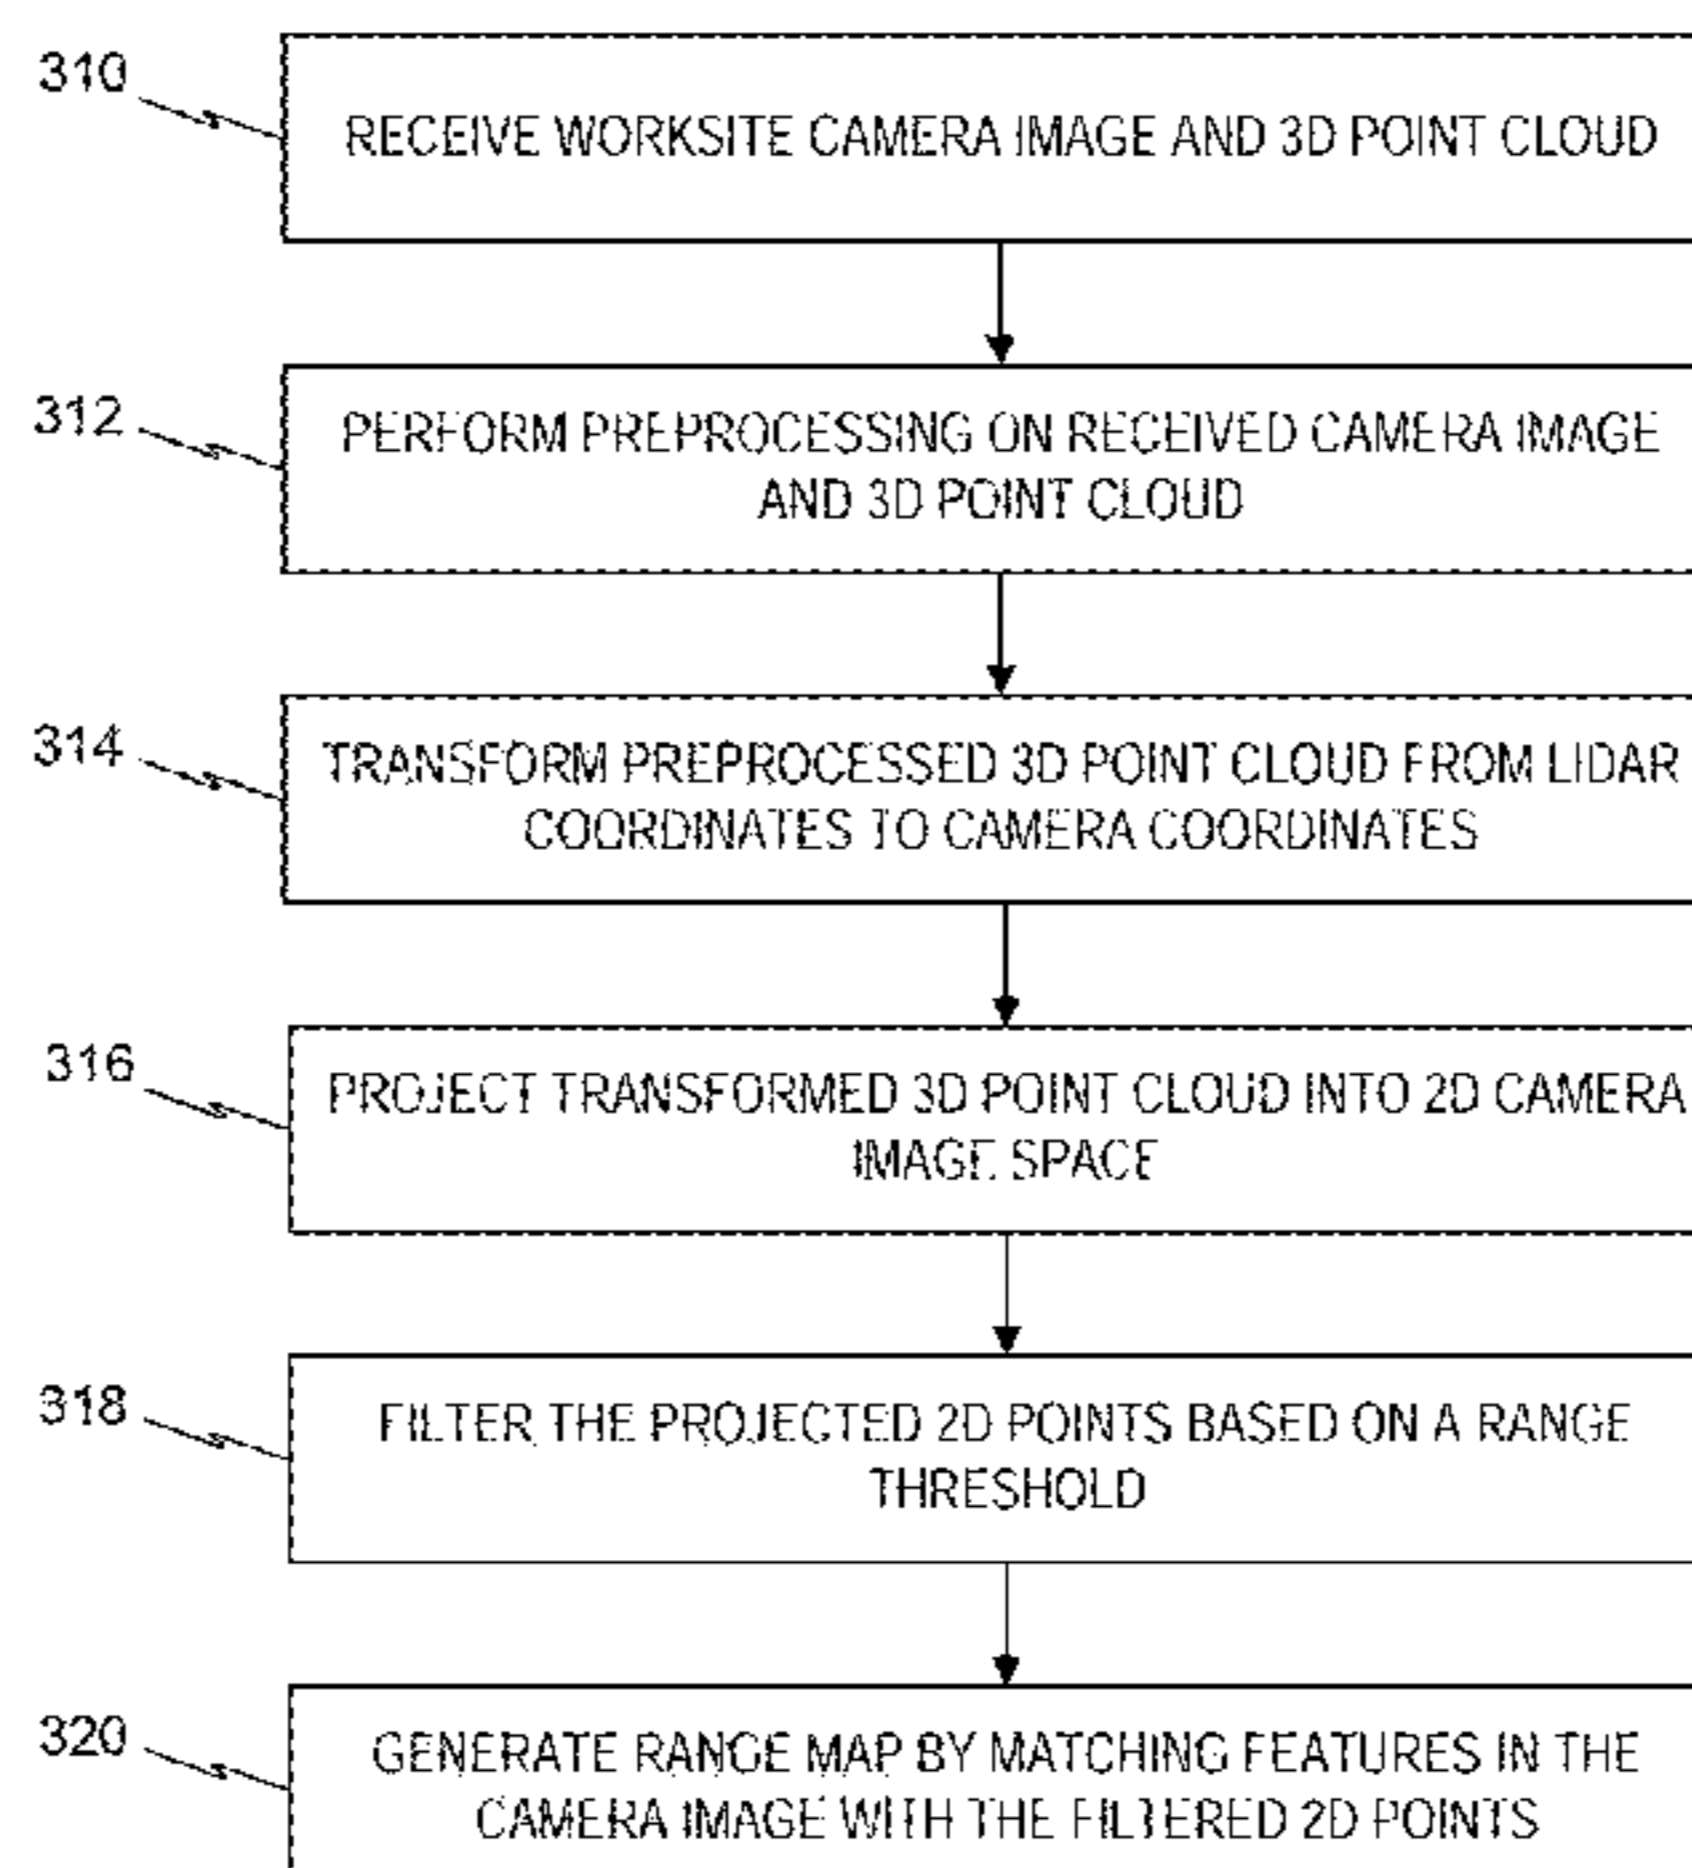 310
RECEIVE WORKSITE CAMERA IMAGE AND 3D POINT CLOUD
312
PERFORM PREPROCESSING ON RECEIVED CAMERA IMAGE
AND 3D POINT CLOUD
314
TRANSFORM PREPROCESSED 3D POINT CLOUD FROM LIDAR
COORDINATES TO CAMERA COORDINATES
316
PROJECT TRANSFORMED 3D POINT CLOUD INTO 2D CAMERA
IMAGE SPACE
318
FILTER THE PROJECTED 2D POINTS BASED ON A RANGE
THRESHOLD
320
GENERATE RANGE MAP BY MATCHING FEATURES IN THE
CAMERA IMAGE WITH THE FILTERED 2D POINTS